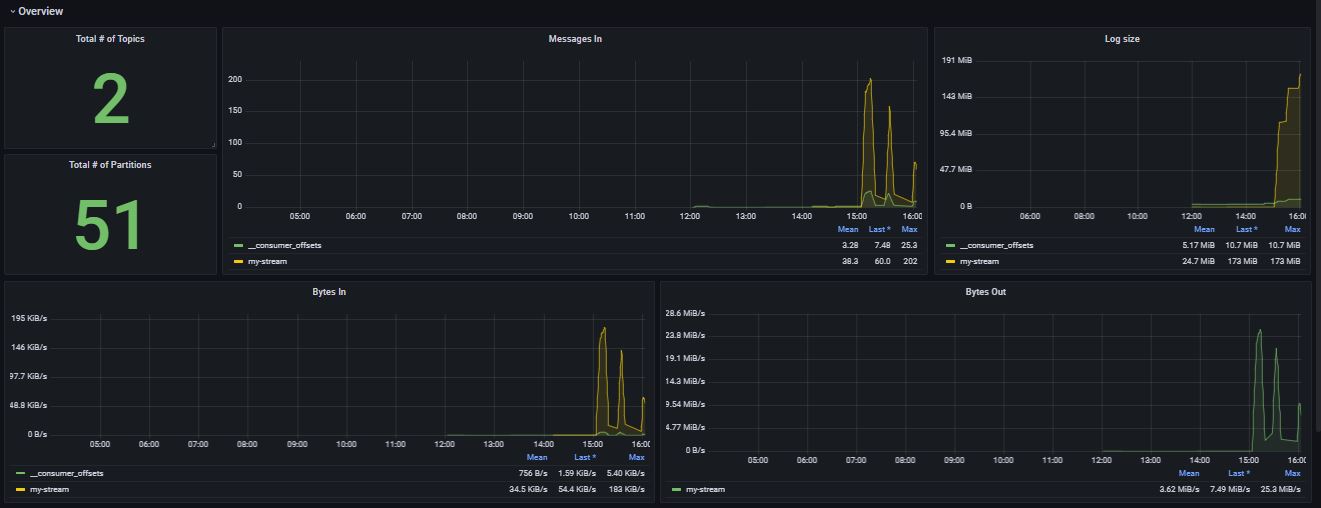 Overview
Total # of Topics
2
Total # of Partitions
51
Messages In
200
150
100
50
0
05:00 06:00 07:00 08:00 09:00 10:00 11:00 12:00 13:00 14:00 15:00 16:00
Mean Last * Max
__consumer_offsets 3.28 7.48 25.3
my-stream 38.3 60.0 202
Log size
191 MiB
143 MiB
95.4 MiB
47.7 MiB
0 B
06:00 08:00 10:00 12:00 14:00 16:00
Mean Last * Max
__consumer_offsets 5.17 MiB 10.7 MiB 10.7 MiB
my-stream 24.7 MiB 173 MiB 173 MiB
Bytes In
195 KiB/s
146 KiB/s
97.7 KiB/s
48.8 KiB/s
0 B/s
05:00 06:00 07:00 08:00 09:00 10:00 11:00 12:00 13:00 14:00 15:00 16:00
Mean Last * Max
__consumer_offsets 756 B/s 1.59 KiB/s 5.40 KiB/s
my-stream 34.5 KiB/s 54.4 KiB/s 183 KiB/s
Bytes Out
28.6 MiB/s
23.8 MiB/s
19.1 MiB/s
14.3 MiB/s
9.54 MiB/s
4.77 MiB/s
0 B/s
05:00 06:00 07:00 08:00 09:00 10:00 11:00 12:00 13:00 14:00 15:00 16:00
Mean Last * Max
my-stream 3.62 MiB/s 7.49 MiB/s 25.3 MiB/s